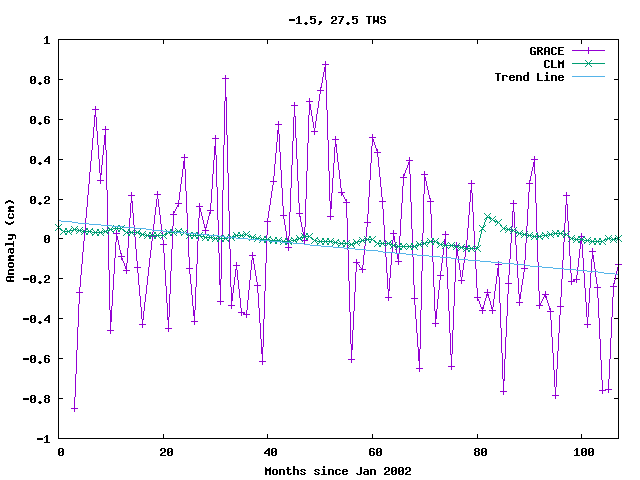 -1.5, 27.5 TWS
GRACE
CLM
Trend Line
Anomaly (cm)
1
0.8
0.6
0.4
0.2
0
-0.2
-0.4
-0.6
-0.8
-1
0 20 40 60 80 100
Months since Jan 2002